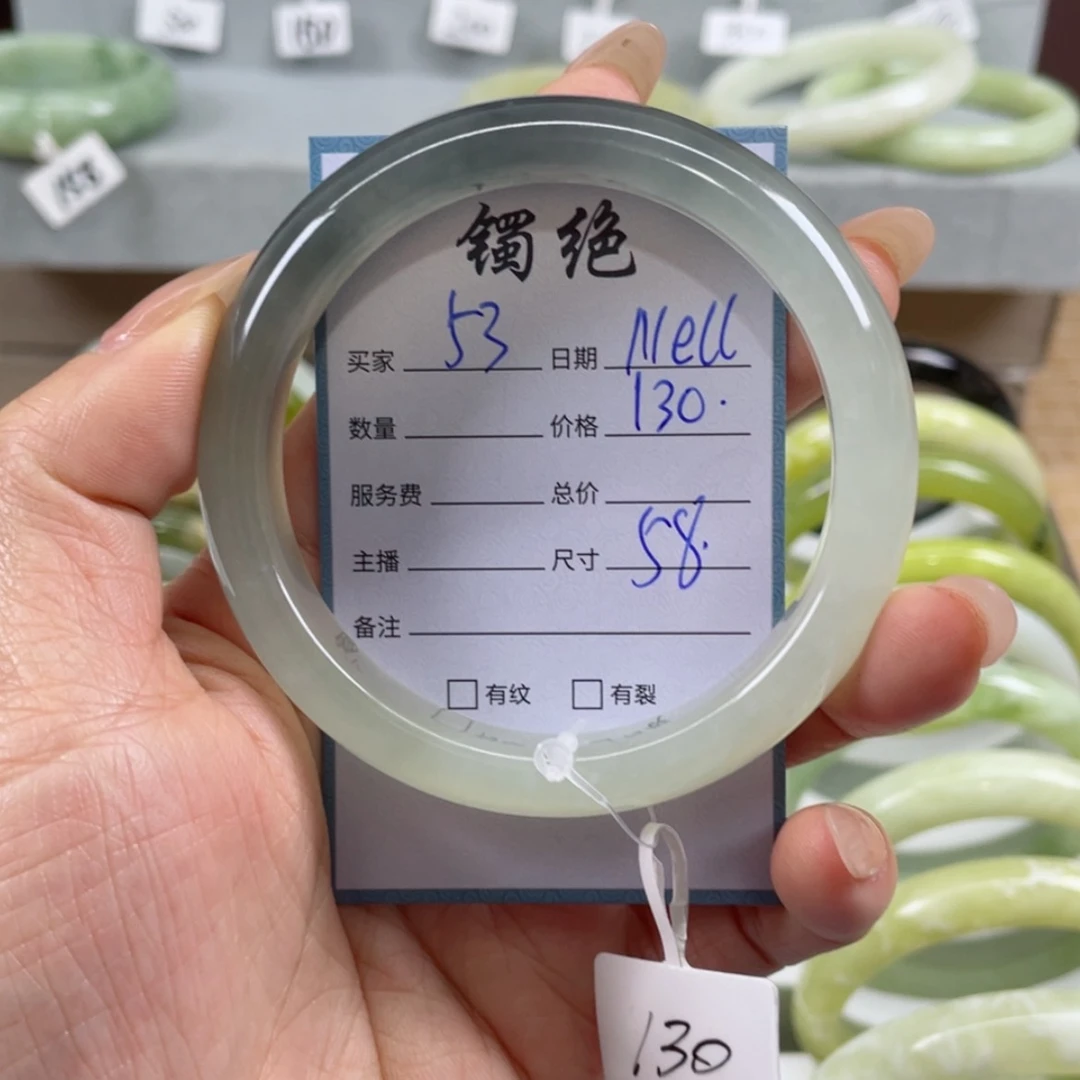 镯绝
买家 53 日期 Nell
数量 价格 130.
服务费 总价
主播 尺寸 58.
备注
□有纹 □有裂
130